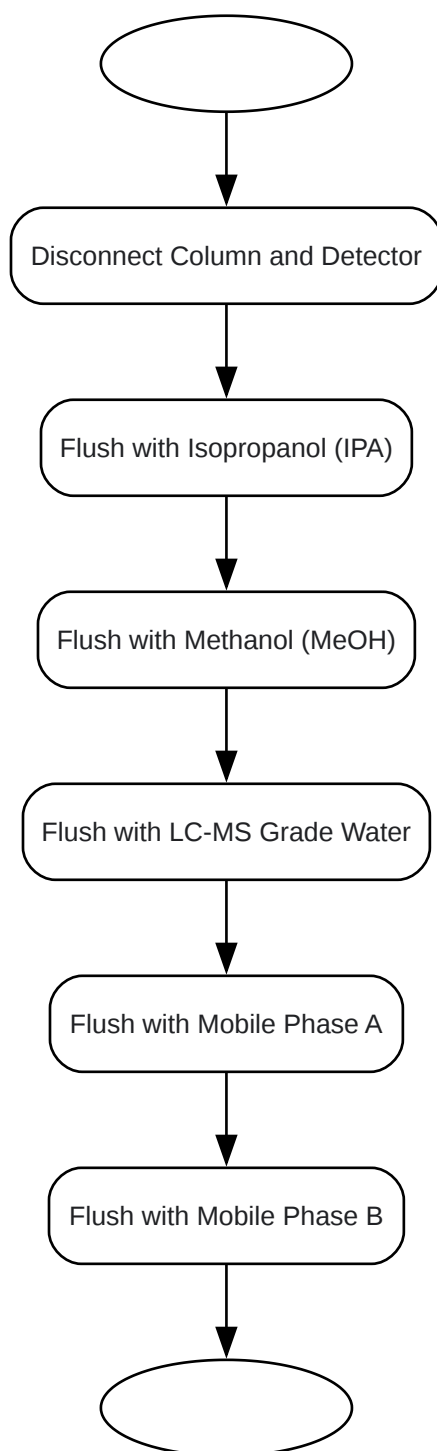 Disconnect Column and Detector
Flush with Isopropanol (IPA)
Flush with Methanol (MeOH)
Flush with LC-MS Grade Water
Flush with Mobile Phase A
Flush with Mobile Phase B